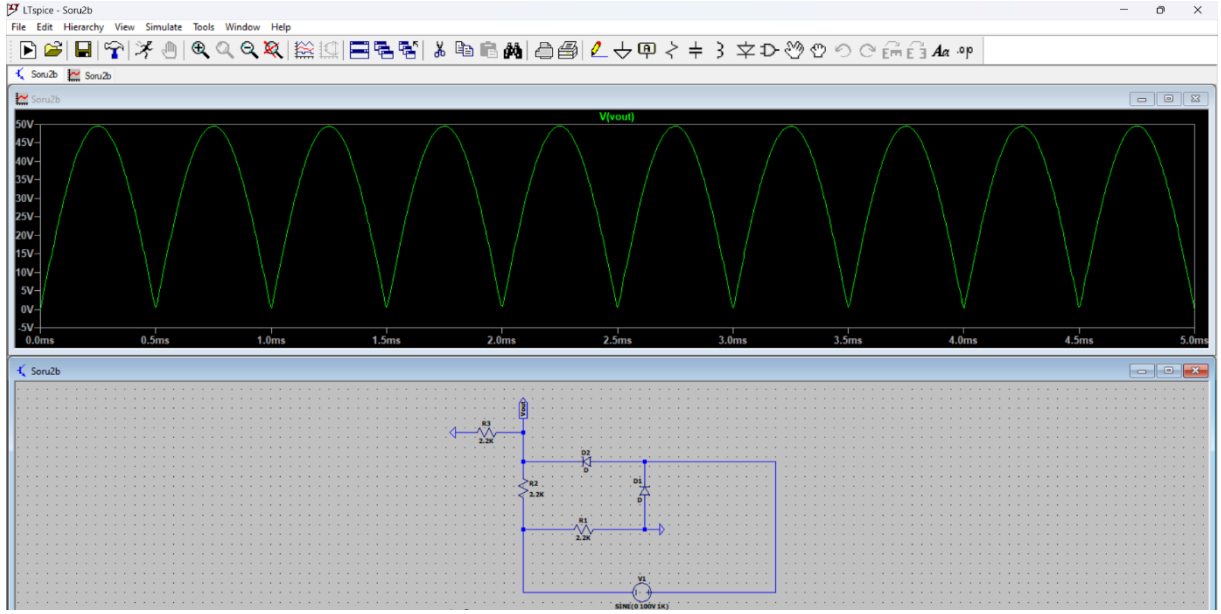 LTspice - Soru2b
File Edit Hierarchy View Simulate Tools Window Help
Aa .op
Soru2b Soru2b
Soru2b
V(vout)
50V
45V
40V
35V
30V
25V
20V
15V
10V
5V
0V
-5V
0.0ms 0.5ms 1.0ms 1.5ms 2.0ms 2.5ms 3.0ms 3.5ms 4.0ms 4.5ms 5.0ms
Soru2b
Vout
R3
2.2K
D2
D
R2
2.2K
D1
D
R1
2.2K
V1
SINE(0 100V 1K)